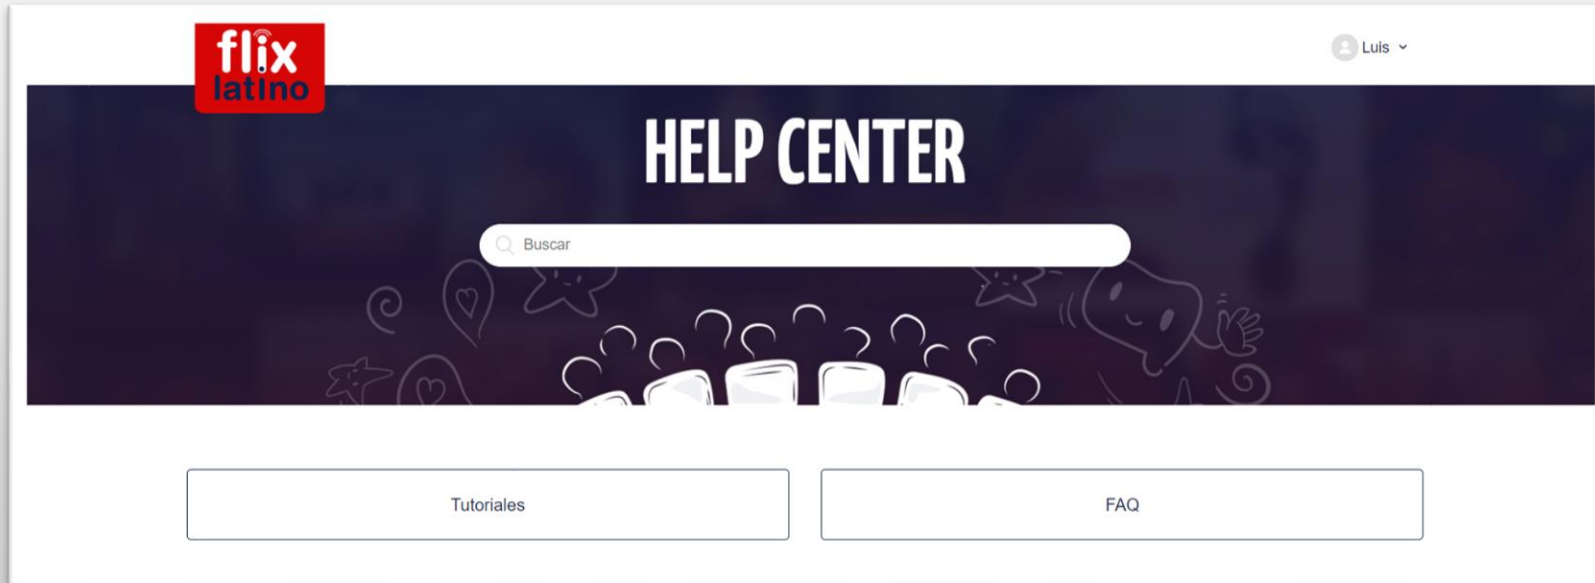 flix
latino
Luis
HELP CENTER
Buscar
Tutoriales
FAQ